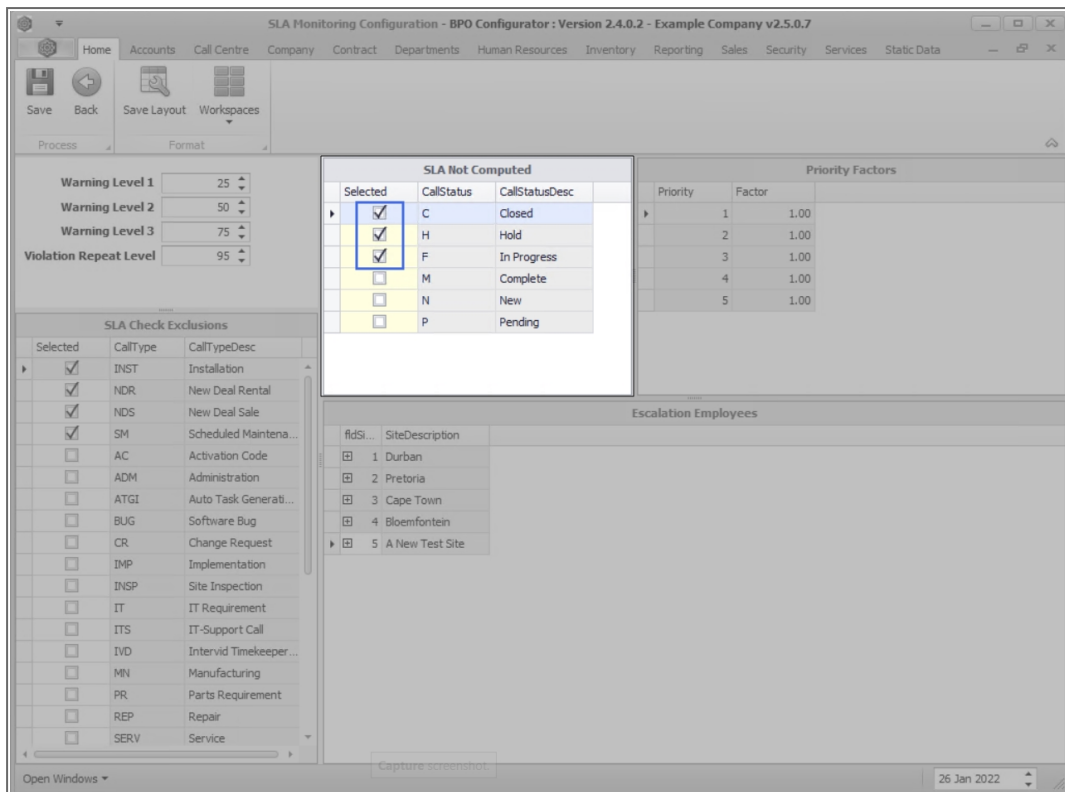 SLA Monitoring Configuration - BPO Configurator : Version 2.4.0.2 - Example Company v2.5.0.7
Home Accounts Call Centre Company Contract Departments Human Resources Inventory Reporting Sales Security Services Static Data
Save Back Save Layout Workspaces
Process Format
Warning Level 1 25
Warning Level 2 50
Warning Level 3 75
Violation Repeat Level 95
SLA Not Computed
Selected CallStatus CallStatusDesc
C Closed
H Hold
F In Progress
M Complete
N New
P Pending
Priority Factors
Priority Factor
1 1.00
2 1.00
3 1.00
4 1.00
5 1.00
SLA Check Exclusions
Selected CallType CallTypeDesc
INST Installation
NDR New Deal Rental
NDS New Deal Sale
SM Scheduled Maintena...
AC Activation Code
ADM Administration
ATGI Auto Task Generati...
BUG Software Bug
CR Change Request
IMP Implementation
INSP Site Inspection
IT IT Requirement
ITS IT-Support Call
IVD Intervid Timekeeper...
MN Manufacturing
PR Parts Requirement
REP Repair
SERV Service
Escalation Employees
fldSi... SiteDescription
1 Durban
2 Pretoria
3 Cape Town
4 Bloemfontein
5 A New Test Site
Capture screenshot
Open Windows 26 Jan 2022